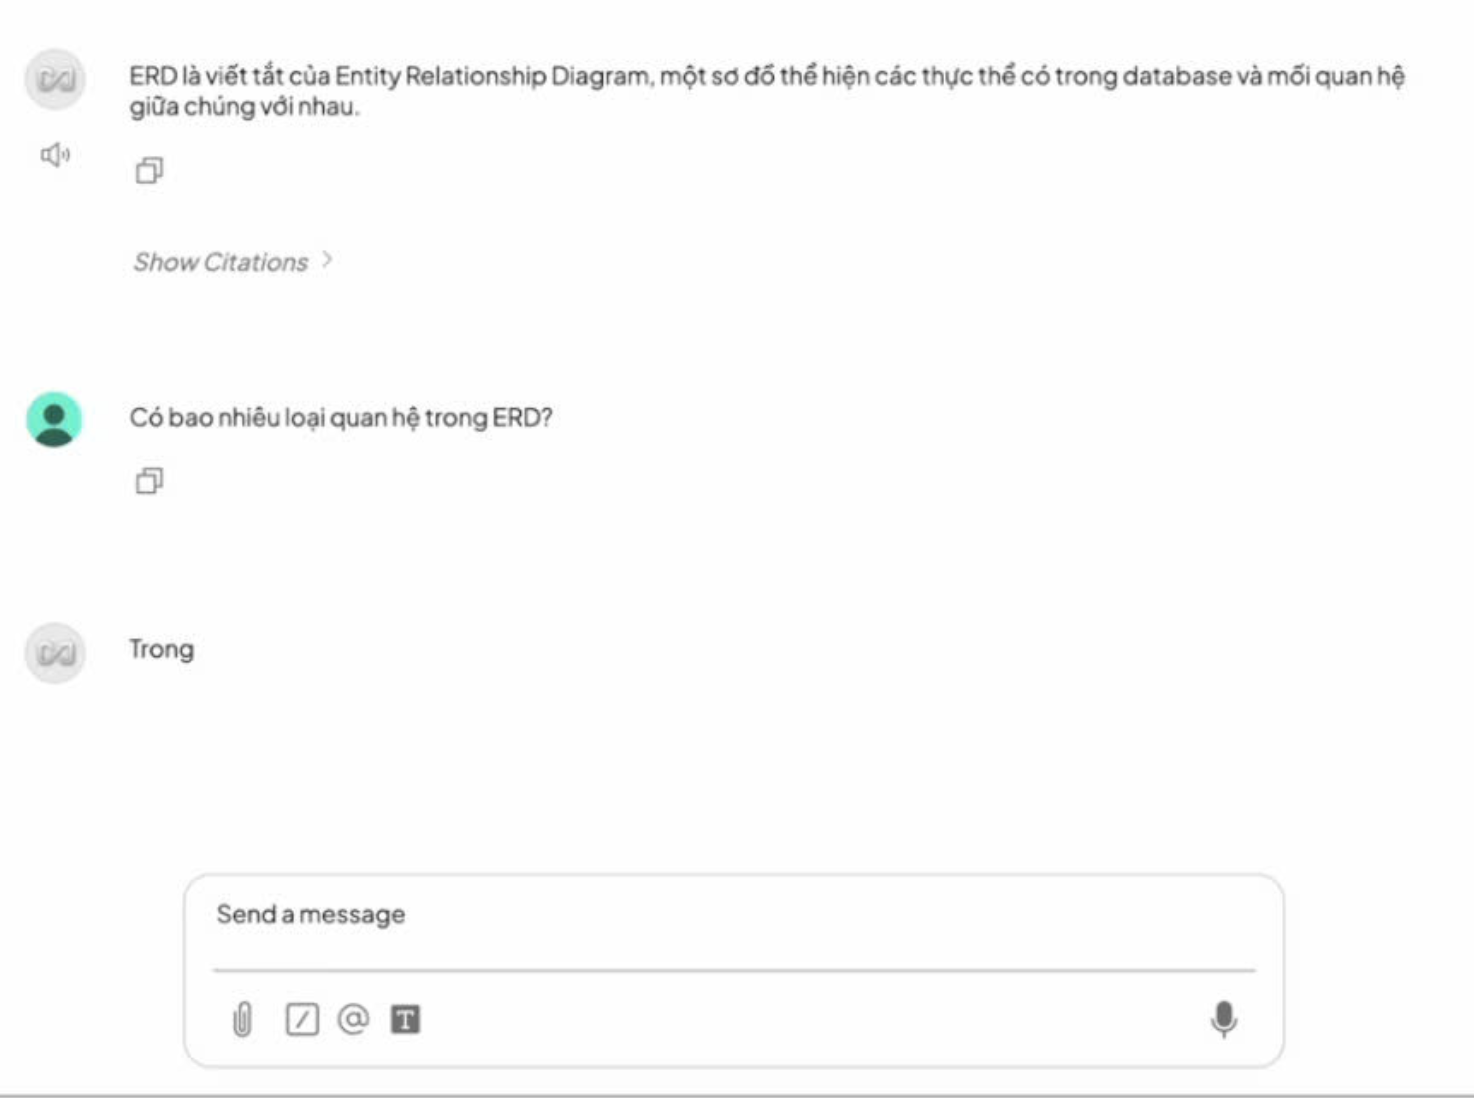 ERD là viết tắt của Entity Relationship Diagram, một sơ đồ thể hiện các thực thể có trong database và mối quan hệ
giữa chúng với nhau.
Show Citations
Có bao nhiêu loại quan hệ trong ERD?
Trong
Send a message